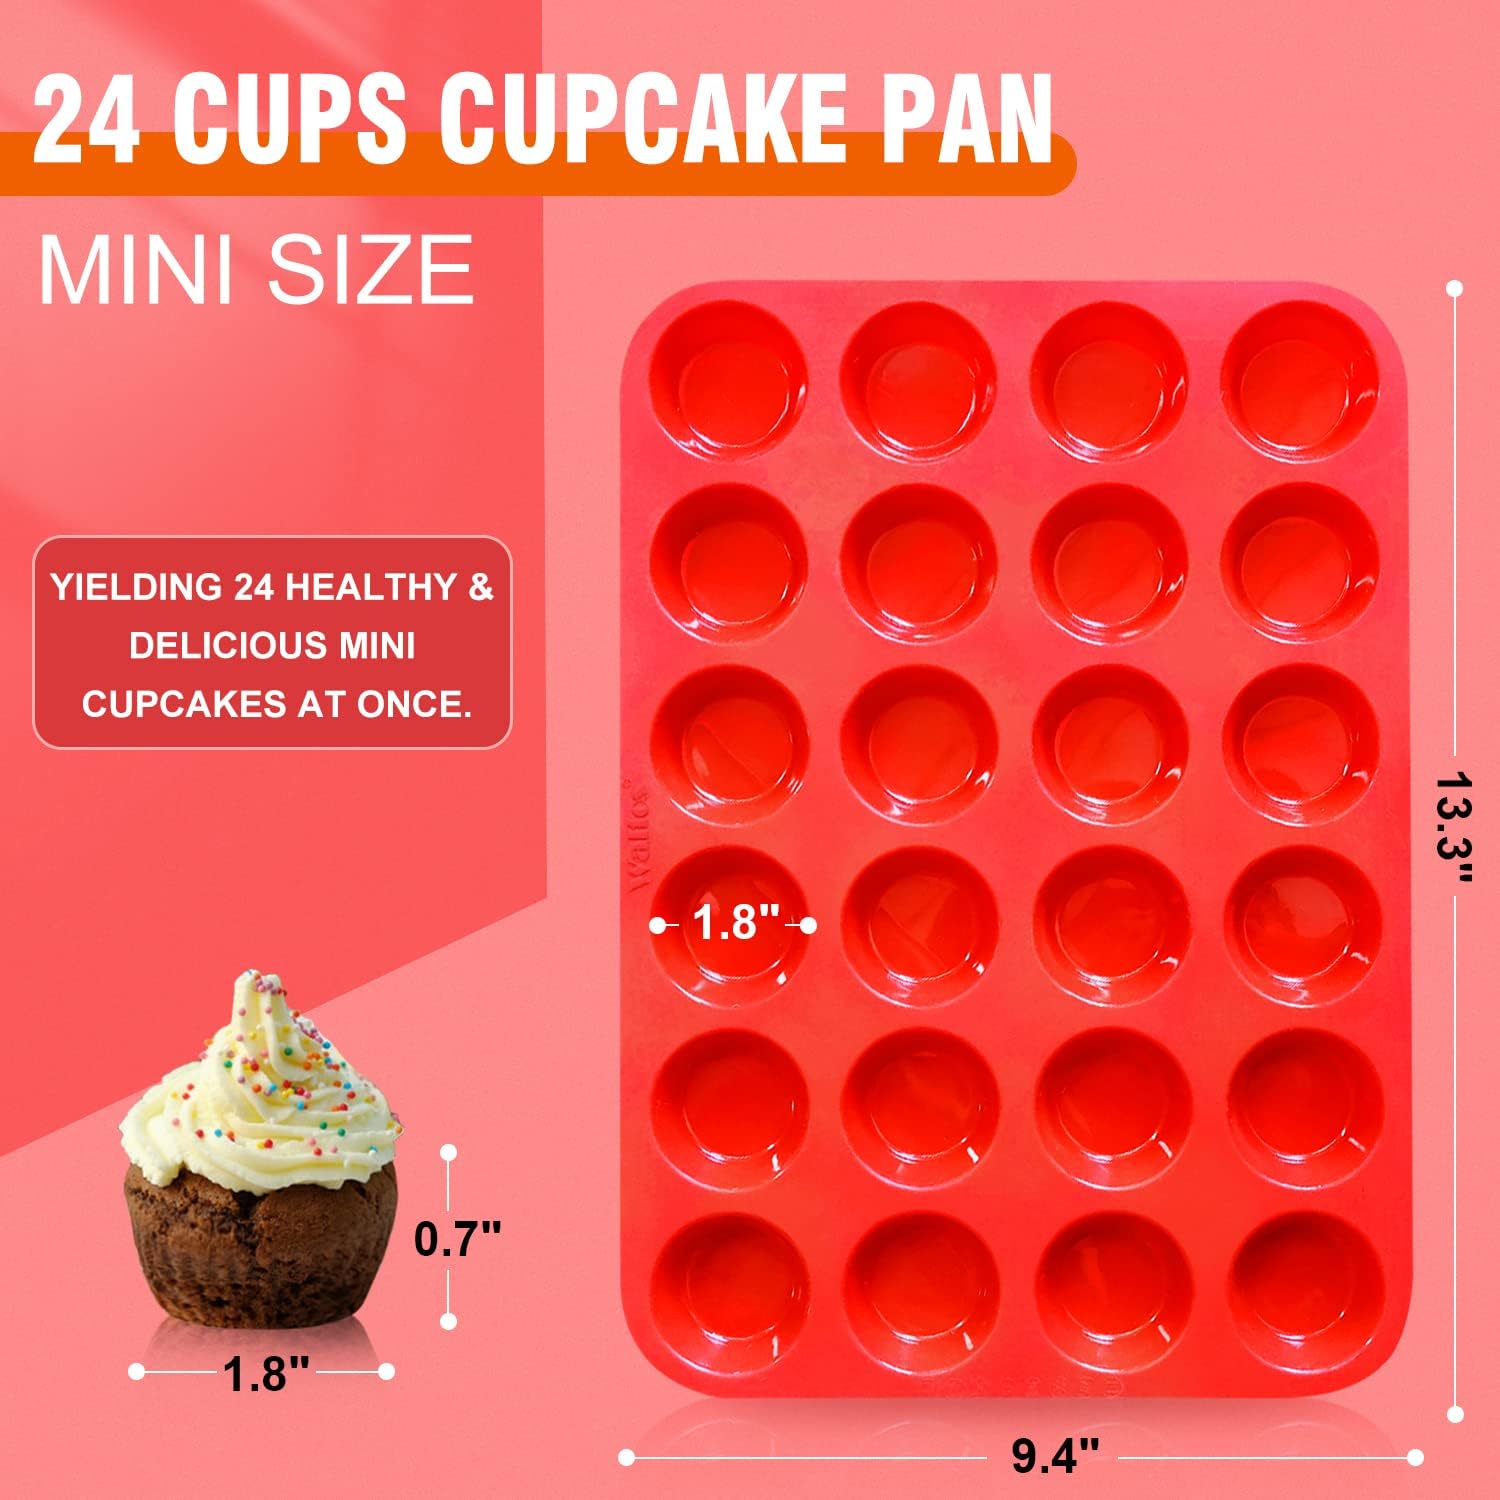 24 CUPS CUPCAKE PAN
MINI SIZE
YIELDING 24 HEALTHY &
DELICIOUS MINI
CUPCAKES AT ONCE.
Walfos
1.8"
13.3"
0.7"
1.8"
9.4"